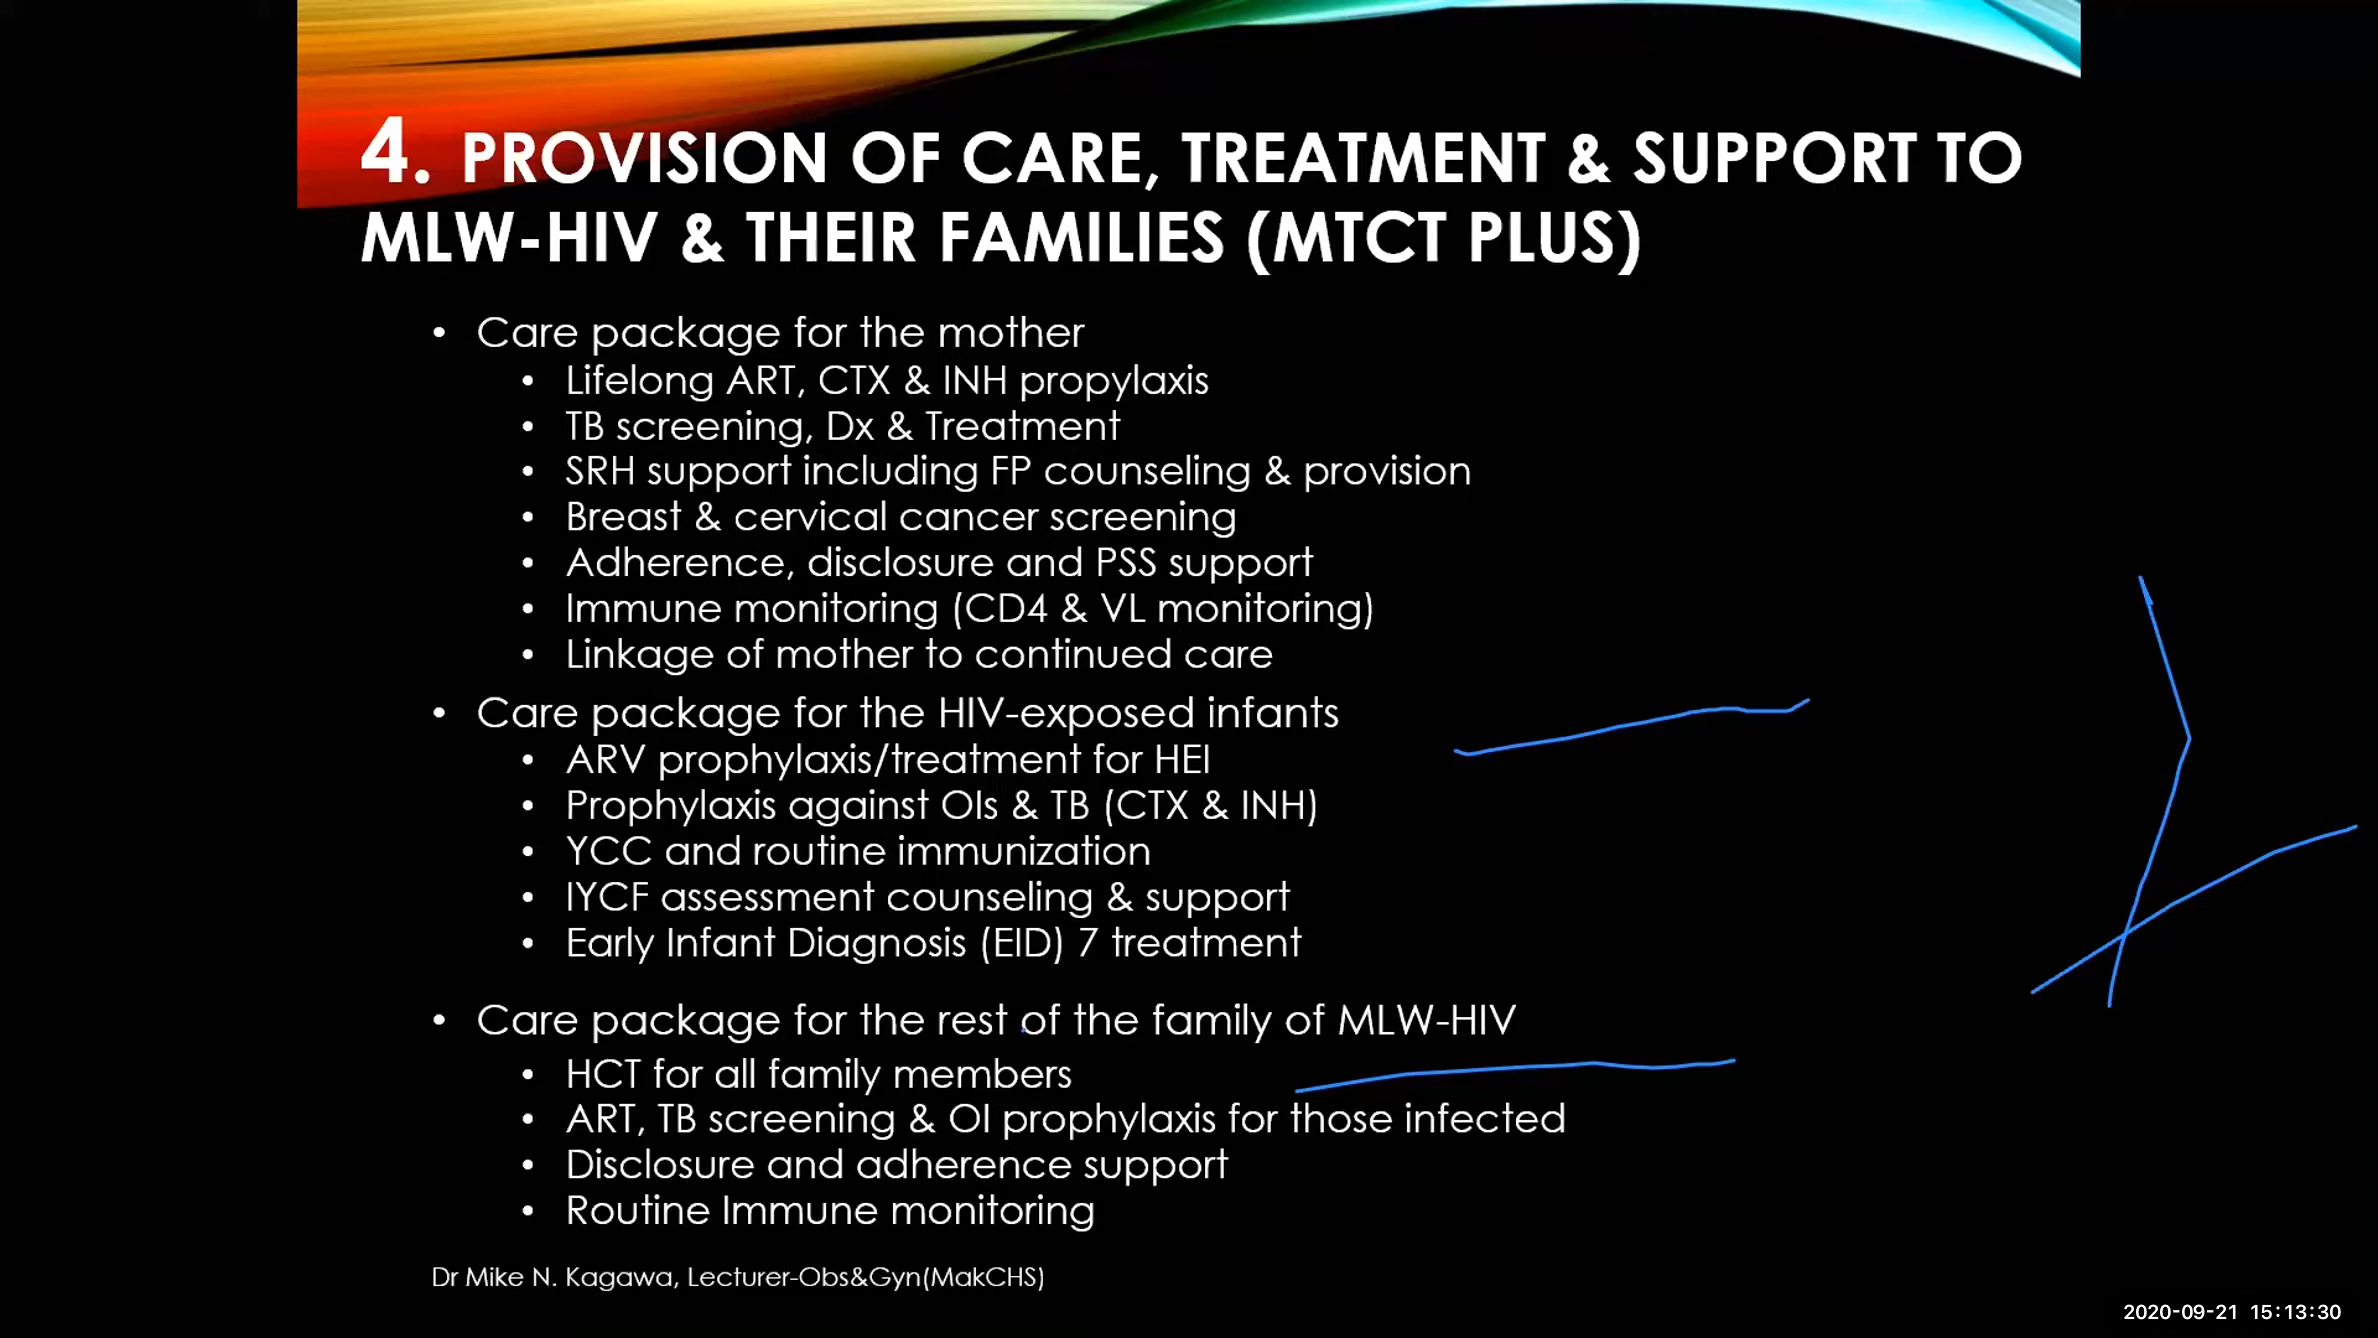 4. PROVISION OF CARE, TREATMENT & SUPPORT TO
MLW-HIV & THEIR FAMILIES (MTCT PLUS)
• Care package for the mother
• Lifelong ART, CTX & INH propylaxis
• TB screening, Dx & Treatment
• SRH support including FP counseling & provision
• Breast & cervical cancer screening
• Adherence, disclosure and PSS support
• Immune monitoring (CD4 & VL monitoring)
• Linkage of mother to continued care
• Care package for the HIV-exposed infants
• ARV prophylaxis/treatment for HEI
• Prophylaxis against OIs & TB (CTX & INH)
• YCC and routine immunization
• IYCF assessment counseling & support
• Early Infant Diagnosis (EID) 7 treatment
• Care package for the rest of the family of MLW-HIV
• HCT for all family members
• ART, TB screening & OI prophylaxis for those infected
• Disclosure and adherence support
• Routine Immune monitoring
Dr Mike N. Kagawa, Lecturer-Obs&Gyn(MakCHS)
2020-09-21 15:13:30